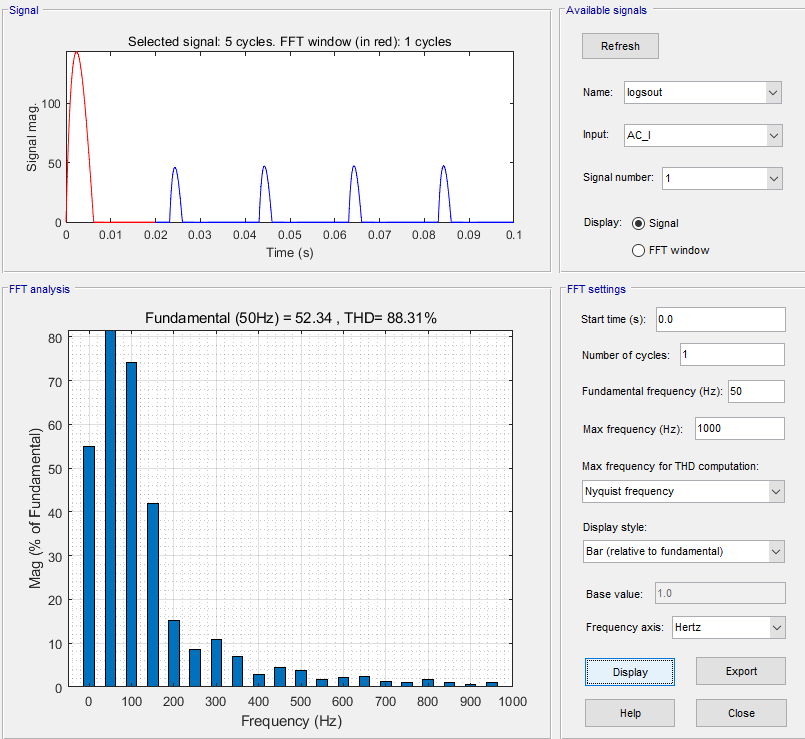 Signal
Selected signal: 5 cycles. FFT window (in red): 1 cycles
Signal mag.
100
50
0
0 0.01 0.02 0.03 0.04 0.05 0.06 0.07 0.08 0.09 0.1
Time (s)
Available signals
Refresh
Name: logsout
Input: AC_I
Signal number: 1
Display: Signal
FFT window
FFT analysis
Fundamental (50Hz) = 52.34 , THD= 88.31%
Mag (% of Fundamental)
80
70
60
50
40
30
20
10
0
0 100 200 300 400 500 600 700 800 900 1000
Frequency (Hz)
FFT settings
Start time (s): 0.0
Number of cycles: 1
Fundamental frequency (Hz): 50
Max frequency (Hz): 1000
Max frequency for THD computation:
Nyquist frequency
Display style:
Bar (relative to fundamental)
Base value: 1.0
Frequency axis: Hertz
Display Export
Help Close